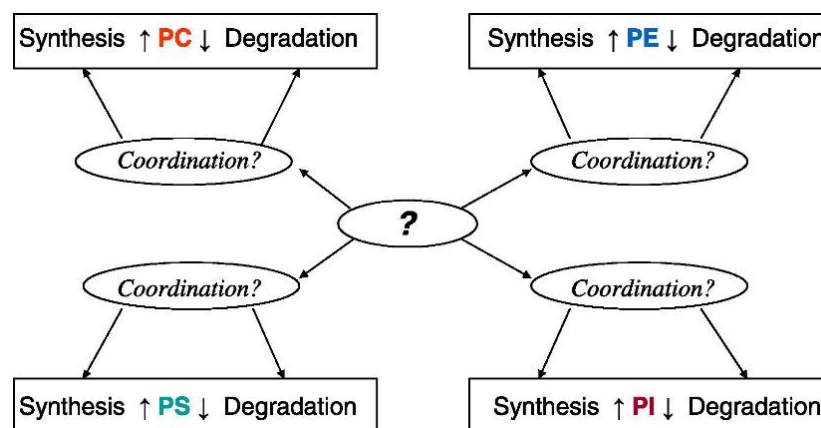 Synthesis ↑ PC ↓ Degradation
Synthesis ↑ PE ↓ Degradation
Coordination?
Coordination?
?
Coordination?
Coordination?
Synthesis ↑ PS ↓ Degradation
Synthesis ↑ PI ↓ Degradation